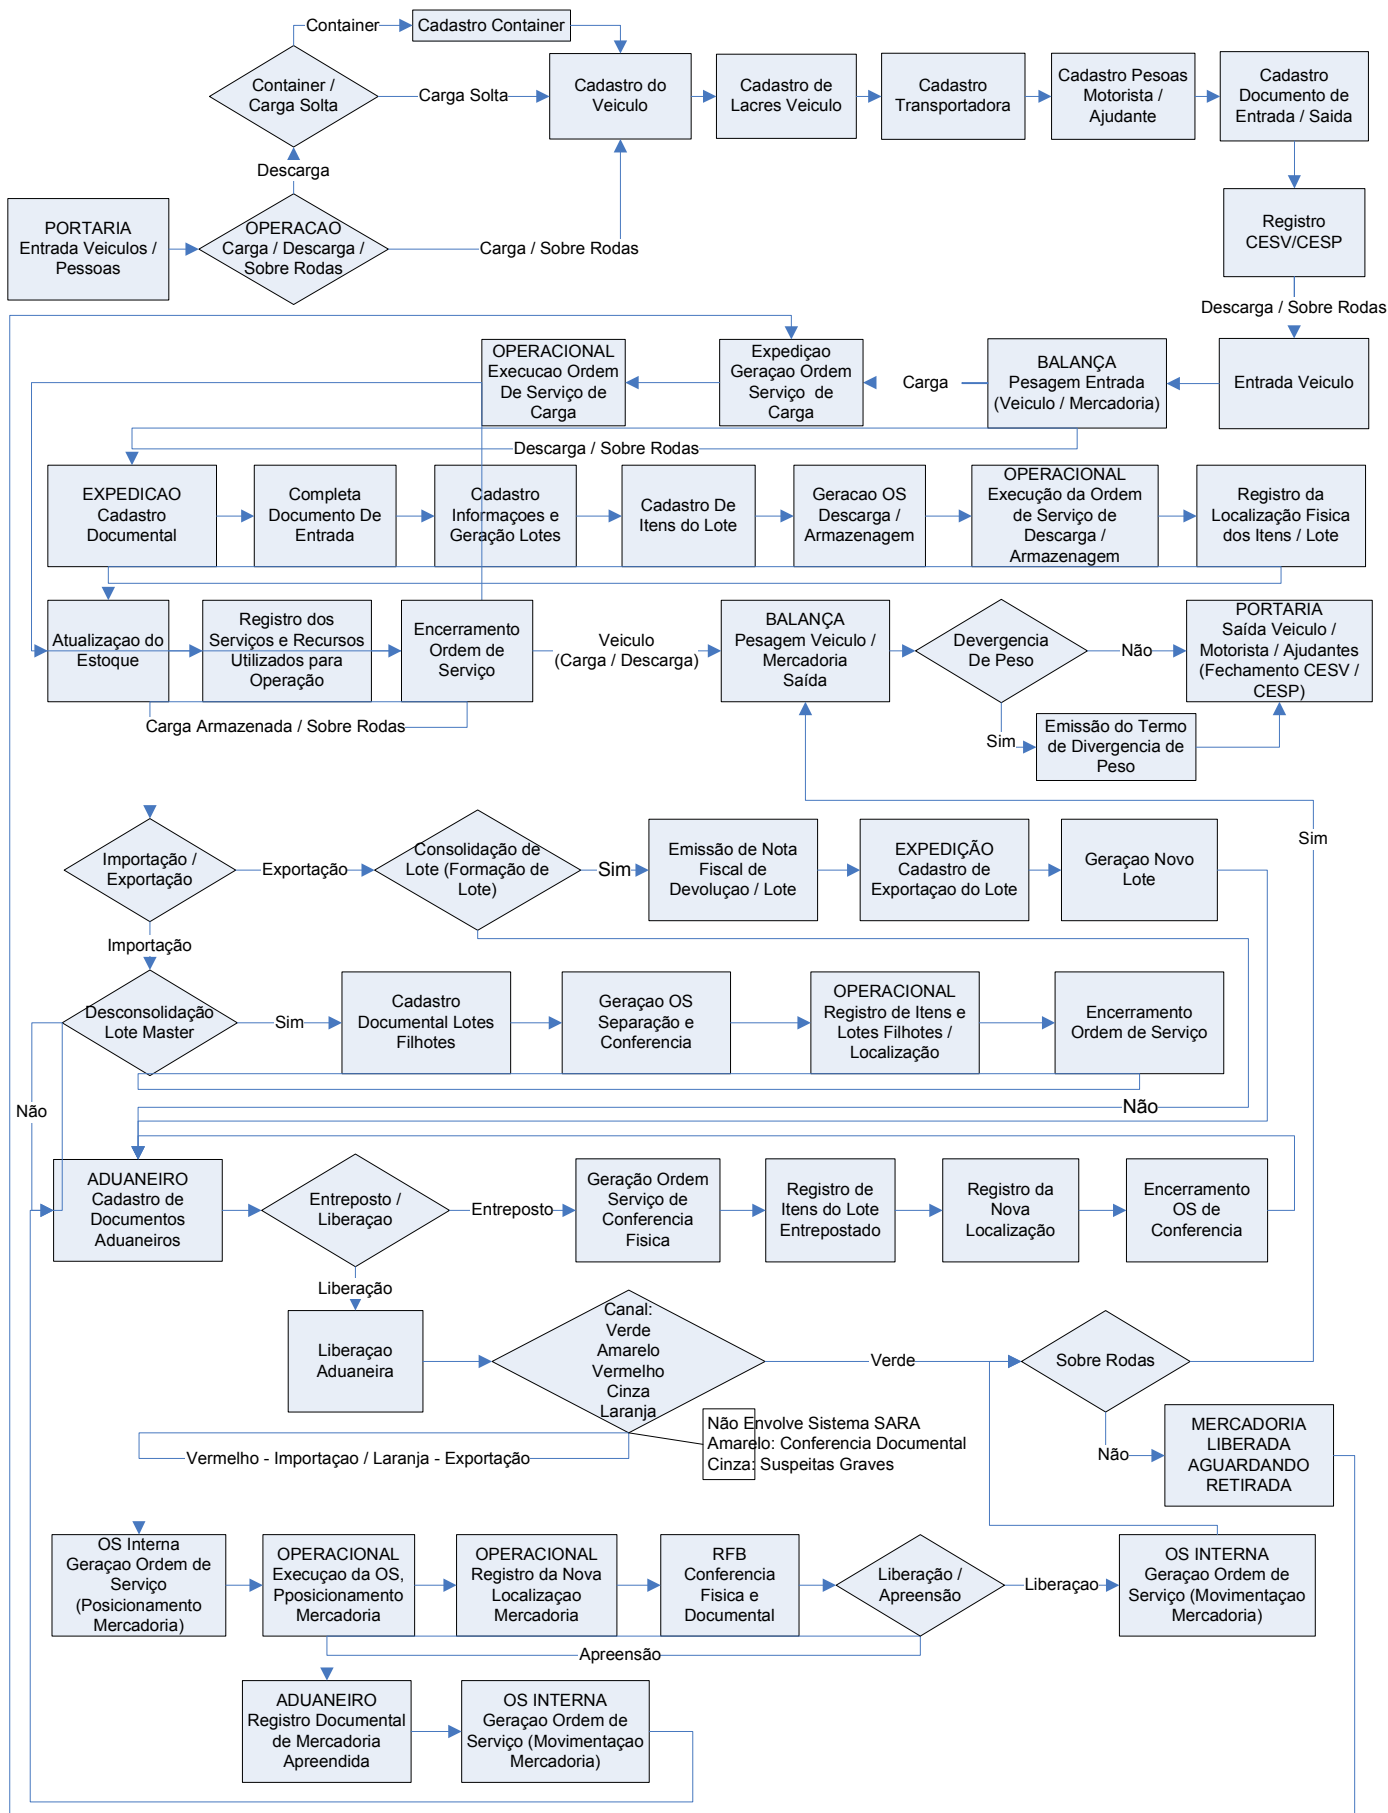 Container
Cadastro Container
Container /
Carga Solta
Carga Solta
Cadastro do
Veiculo
Cadastro de
Lacres Veiculo
Cadastro
Transportadora
Cadastro Pesoas
Motorista /
Ajudante
Cadastro
Documento de
Entrada / Saida
Descarga
PORTARIA
Entrada Veiculos /
Pessoas
OPERACAO
Carga / Descarga /
Sobre Rodas
Carga / Sobre Rodas
Registro
CESV/CESP
Descarga / Sobre Rodas
OPERACIONAL
Execucao Ordem
De Serviço de
Carga
Expediçao
Geraçao Ordem
Serviço  de
Carga
Carga
BALANÇA
Pesagem Entrada
(Veiculo / Mercadoria)
Entrada Veiculo
Descarga / Sobre Rodas
EXPEDICAO
Cadastro
Documental
Completa
Documento De
Entrada
Cadastro
Informaçoes e
Geração Lotes
Cadastro De
Itens do Lote
Geracao OS
Descarga /
Armazenagem
OPERACIONAL
Execução da Ordem
de Serviço de
Descarga /
Armazenagem
Registro da
Localização Fisica
dos Itens / Lote
Atualizaçao do
Estoque
Registro dos
Serviços e Recursos
Utilizados para
Operação
Encerramento
Ordem de
Serviço
Veiculo
(Carga / Descarga)
BALANÇA
Pesagem Veiculo /
Mercadoria
Saída
Devergencia
De Peso
Não
PORTARIA
Saída Veiculo /
Motorista / Ajudantes
(Fechamento CESV /
CESP)
Carga Armazenada / Sobre Rodas
Sim
Emissão do Termo
de Divergencia de
Peso
Sim
Importação /
Exportação
Exportação
Consolidação de
Lote (Formação de
Lote)
Sim
Emissão de Nota
Fiscal de
Devoluçao / Lote
EXPEDIÇÃO
Cadastro de
Exportaçao do Lote
Geraçao Novo
Lote
Importação
Desconsolidação
Lote Master
Sim
Cadastro
Documental Lotes
Filhotes
Geraçao OS
Separação e
Conferencia
OPERACIONAL
Registro de Itens e
Lotes Filhotes /
Localização
Encerramento
Ordem de Serviço
Não
Não
ADUANEIRO
Cadastro de
Documentos
Aduaneiros
Entreposto /
Liberaçao
Entreposto
Geração Ordem
Serviço de
Conferencia
Fisica
Registro de
Itens do Lote
Entrepostado
Registro da
Nova
Localização
Encerramento
OS de
Conferencia
Liberação
Liberaçao
Aduaneira
Canal:
Verde
Amarelo
Vermelho
Cinza
Laranja
Verde
Sobre Rodas
Não Envolve Sistema SARA
Amarelo: Conferencia Documental
Cinza: Suspeitas Graves
Vermelho - Importaçao / Laranja - Exportação
Não
MERCADORIA
LIBERADA
AGUARDANDO
RETIRADA
OS Interna
Geraçao Ordem de
Serviço
(Posicionamento
Mercadoria)
OPERACIONAL
Execuçao da OS,
Pposicionamento
Mercadoria
OPERACIONAL
Registro da Nova
Localizaçao
Mercadoria
RFB
Conferencia
Fisica e
Documental
Liberação /
Apreensão
Liberaçao
OS INTERNA
Geraçao Ordem de
Serviço (Movimentaçao
Mercadoria)
Apreensão
ADUANEIRO
Registro Documental
de Mercadoria
Apreendida
OS INTERNA
Geraçao Ordem de
Serviço (Movimentaçao
Mercadoria)